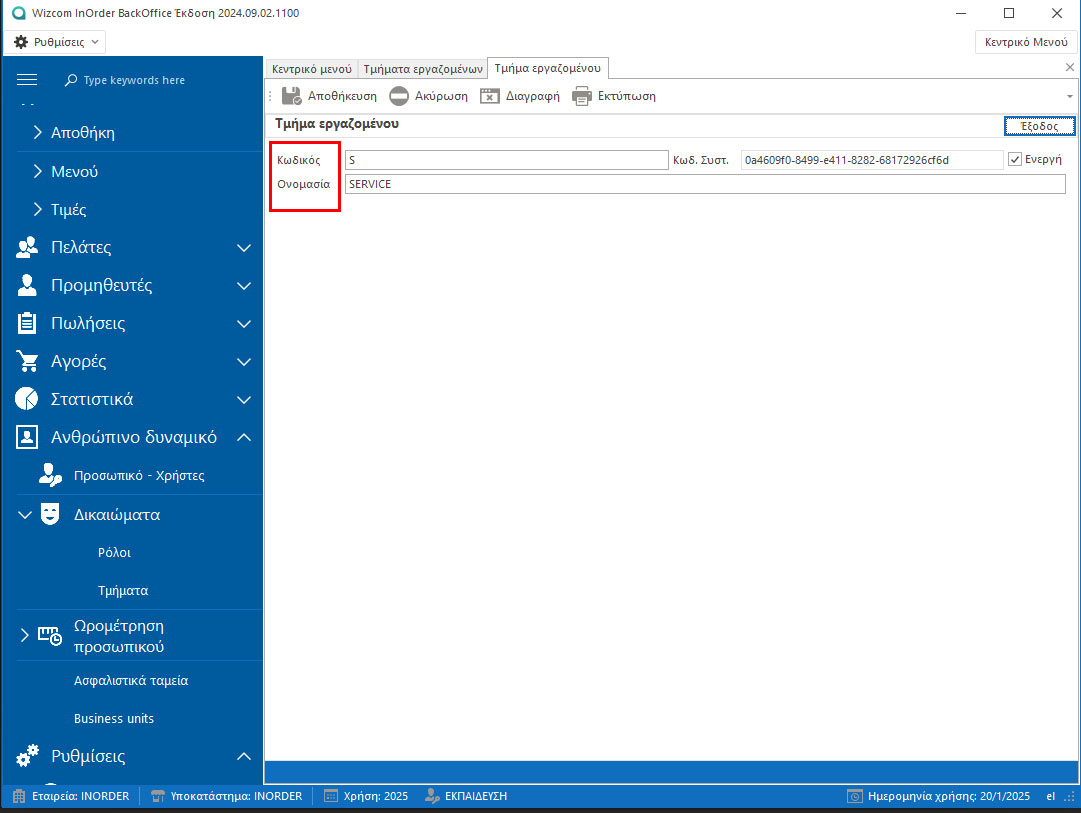 Wizcom InOrder BackOffice Έκδοση 2024.09.02.1100
Ρυθμίσεις
Κεντρικό Μενού
Type keywords here
Αποθήκη
Μενού
Τιμές
Πελάτες
Προμηθευτές
Πωλήσεις
Αγορές
Στατιστικά
Ανθρώπινο δυναμικό
Προσωπικό - Χρήστες
Δικαιώματα
Ρόλοι
Τμήματα
Ωρομέτρηση
προσωπικού
Ασφαλιστικά ταμεία
Business units
Ρυθμίσεις
Κεντρικό μενού Τμήματα εργαζομένων Τμήμα εργαζομένου
Αποθήκευση Ακύρωση Διαγραφή Εκτύπωση
Τμήμα εργαζομένου
Έξοδος
Κωδικός S Κωδ. Συστ. 0a4609f0-8499-e411-8282-68172926cf6d Ενεργή
Ονομασία SERVICE
Εταιρεία: INORDER Υποκατάστημα: INORDER Χρήση: 2025 ΕΚΠΑΙΔΕΥΣΗ Ημερομηνία χρήσης: 20/1/2025 el